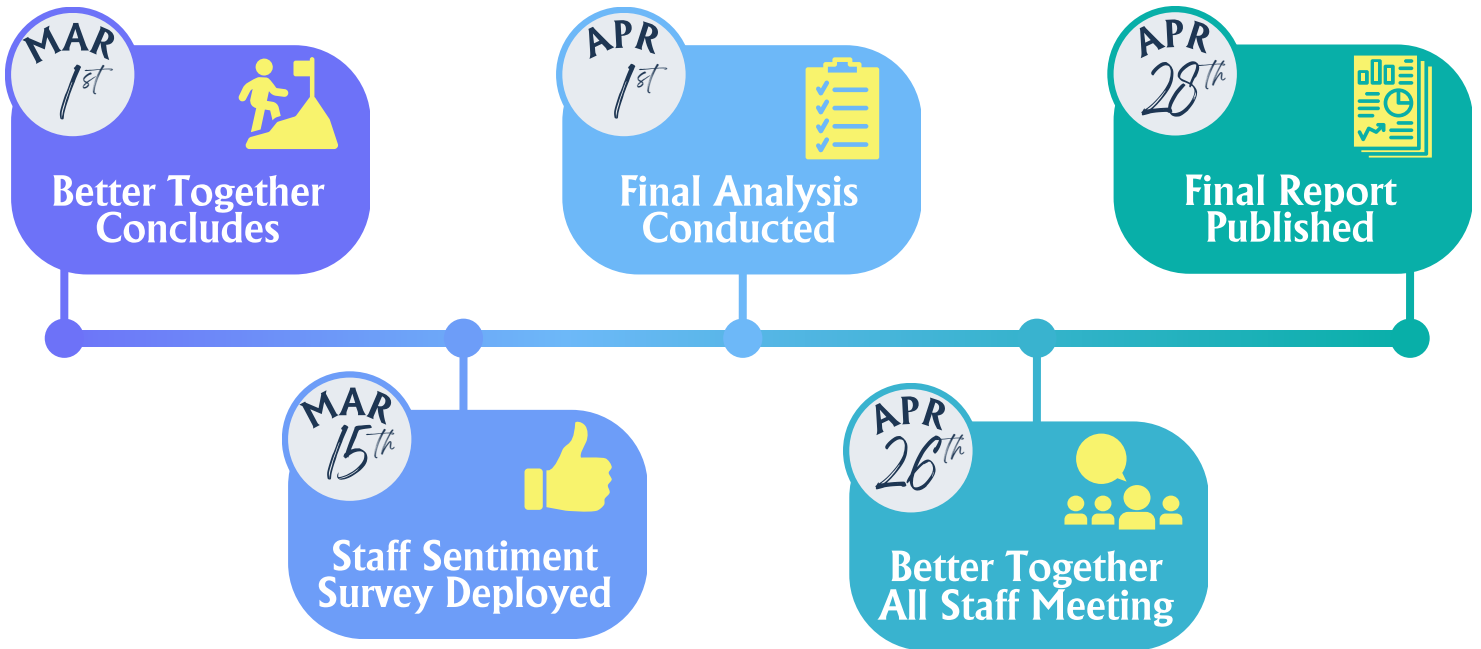 MAR
1st
Better Together
Concludes
MAR
15th
Staff Sentiment
Survey Deployed
APR
1st
Final Analysis
Conducted
APR
26th
Better Together
All Staff Meeting
APR
28th
Final Report
Published